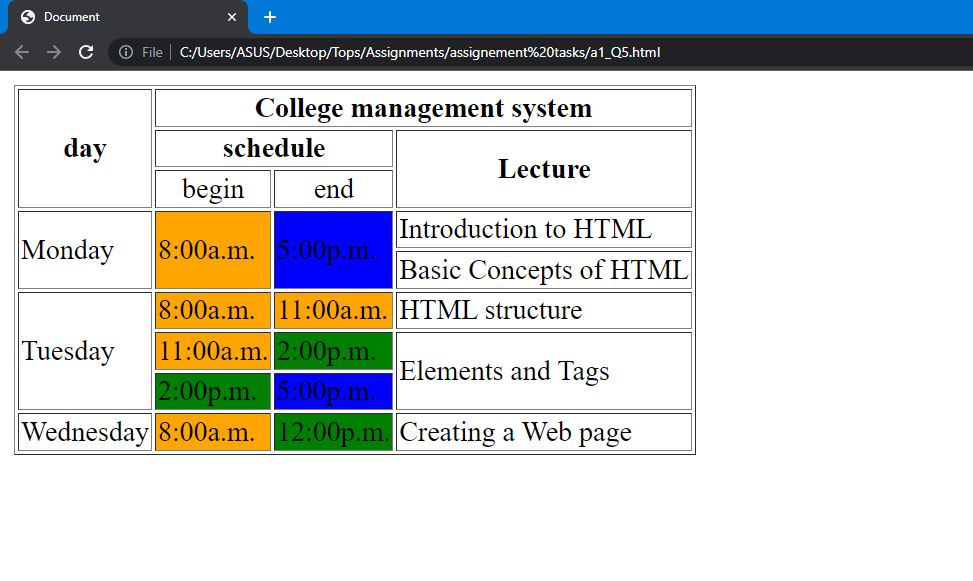 Document
File C:/Users/ASUS/Desktop/Tops/Assignments/assignement%20tasks/a1_Q5.html
day
College management system
schedule
Lecture
begin end
Monday 8:00a.m. 5:00p.m. Introduction to HTML
Basic Concepts of HTML
Tuesday 8:00a.m. 11:00a.m. HTML structure
11:00a.m. 2:00p.m. Elements and Tags
2:00p.m. 5:00p.m.
Wednesday 8:00a.m. 12:00p.m. Creating a Web page